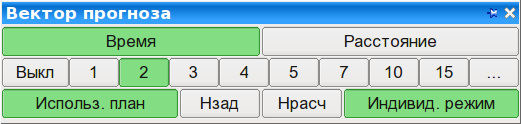 Вектор прогноза
Время Расстояние
Выкл 1 2 3 4 5 7 10 15 ...
Использ. план Нзад Нрасч Индивид. режим